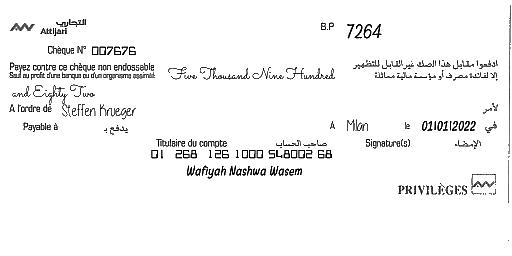 التجاري
Attijari
B.P 7264
Chèque N° 007676
Payez contre ce chèque non endossable
Sauf au profit d'une banque ou d'un organisme assimilé
Five Thousand Nine Hundred
ادفعوا مقابل هذا الصك غير القابل للتظهير
إلا لفائدة مصرف أو مؤسسة مالية مماثلة
and Eighty Two
A l'ordre de Steffen Krueger
لأمر
Payable à يدفع بـ
A Mlan le 01/01/2022 في
Titulaire du compte صاحب الحساب
Signature(s) الإمضاء
01 268 126 1000 548002 68
Wafiyah Nashwa Wasem
PRIVILÈGES